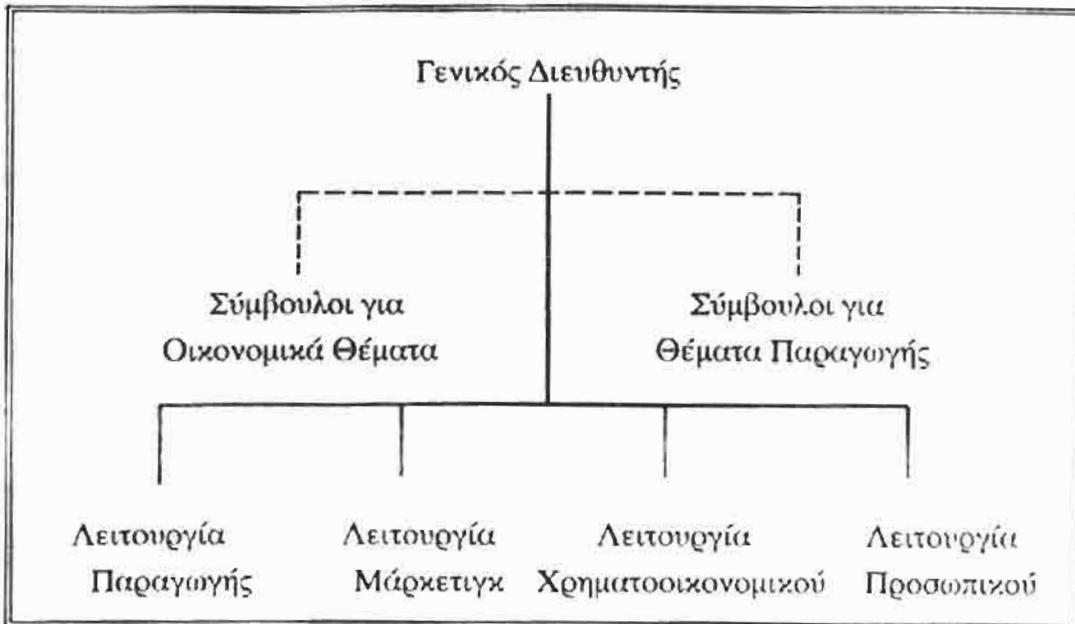 Γενικός Διευθυντής
Σύμβουλοι για
Οικονομικά Θέματα
Σύμβουλοι για
Θέματα Παραγωγής
Λειτουργία
Παραγωγής
Λειτουργία
Μάρκετιγκ
Λειτουργία
Χρηματοοικονομικού
Λειτουργία
Προσωπικού